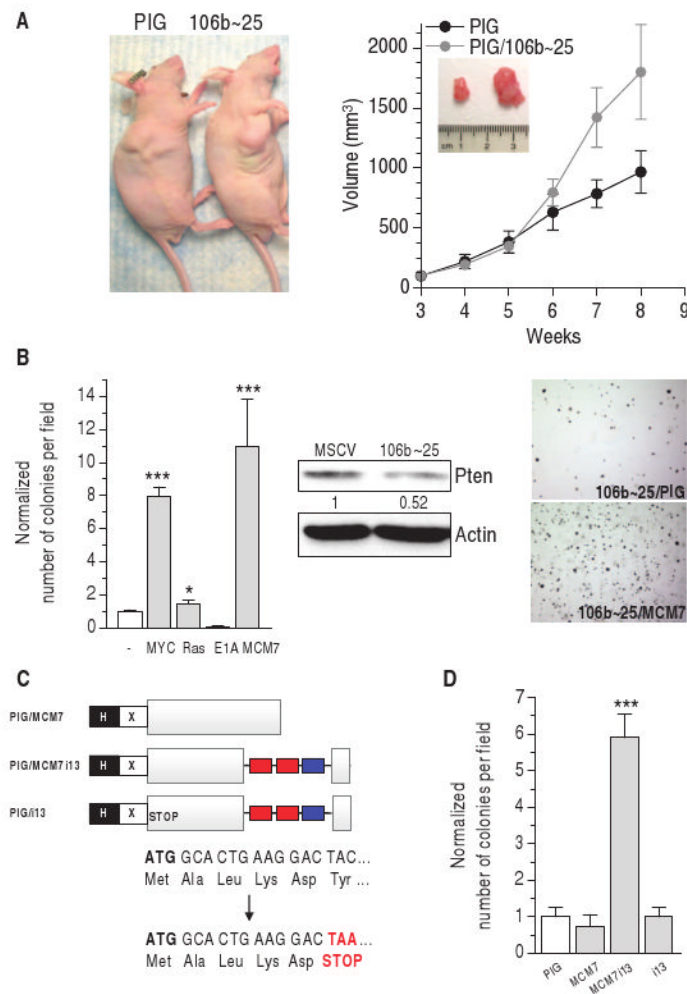 A
PIG 106b~25
PIG
PIG/106b~25
2000
1500
1000
500
0
Volume (mm³)
cm 1 2 3
3 4 5 6 7 8 9
Weeks
B
Normalized
number of colonies per field
14
12
10
8
6
4
2
0
***
*
***
- MYC Ras E1A MCM7
MSCV 106b~25
Pten
1 0.52
Actin
106b~25/PIG
106b~25/MCM7
C
PIG/MCM7 H X
PIG/MCM7i13 H X
PIG/i13 H X STOP
ATG GCA CTG AAG GAC TAC...
Met Ala Leu Lys Asp Tyr ...
ATG GCA CTG AAG GAC TAA...
Met Ala Leu Lys Asp STOP
D
Normalized
number of colonies per field
7
6
5
4
3
2
1
0
***
PIG MCM7 MCM7i13 i13